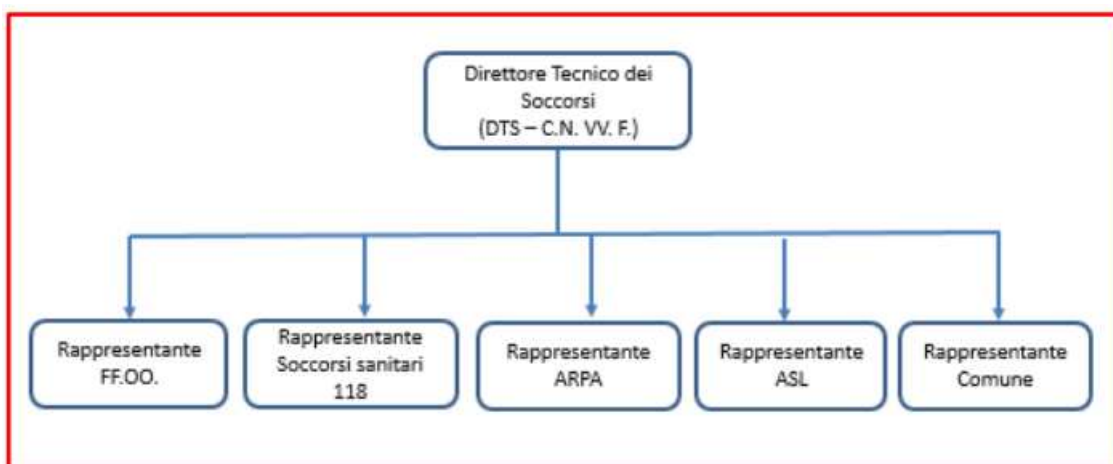 Direttore Tecnico dei
Soccorsi
(DTS – C.N. VV. F.)
Rappresentante
FF.OO.
Rappresentante
Soccorsi sanitari
118
Rappresentante
ARPA
Rappresentante
ASL
Rappresentante
Comune